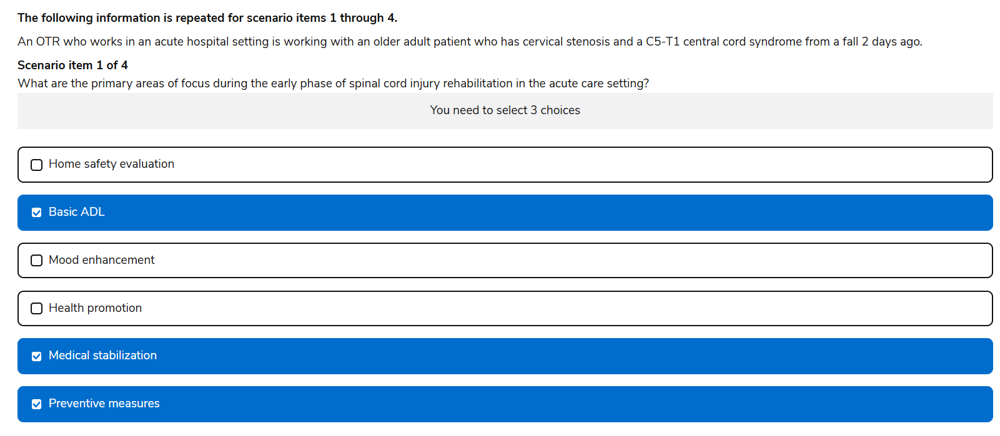 The following information is repeated for scenario items 1 through 4.
An OTR who works in an acute hospital setting is working with an older adult patient who has cervical stenosis and a C5-T1 central cord syndrome from a fall 2 days ago.
Scenario item 1 of 4
What are the primary areas of focus during the early phase of spinal cord injury rehabilitation in the acute care setting?
You need to select 3 choices
Home safety evaluation
Basic ADL
Mood enhancement
Health promotion
Medical stabilization
Preventive measures